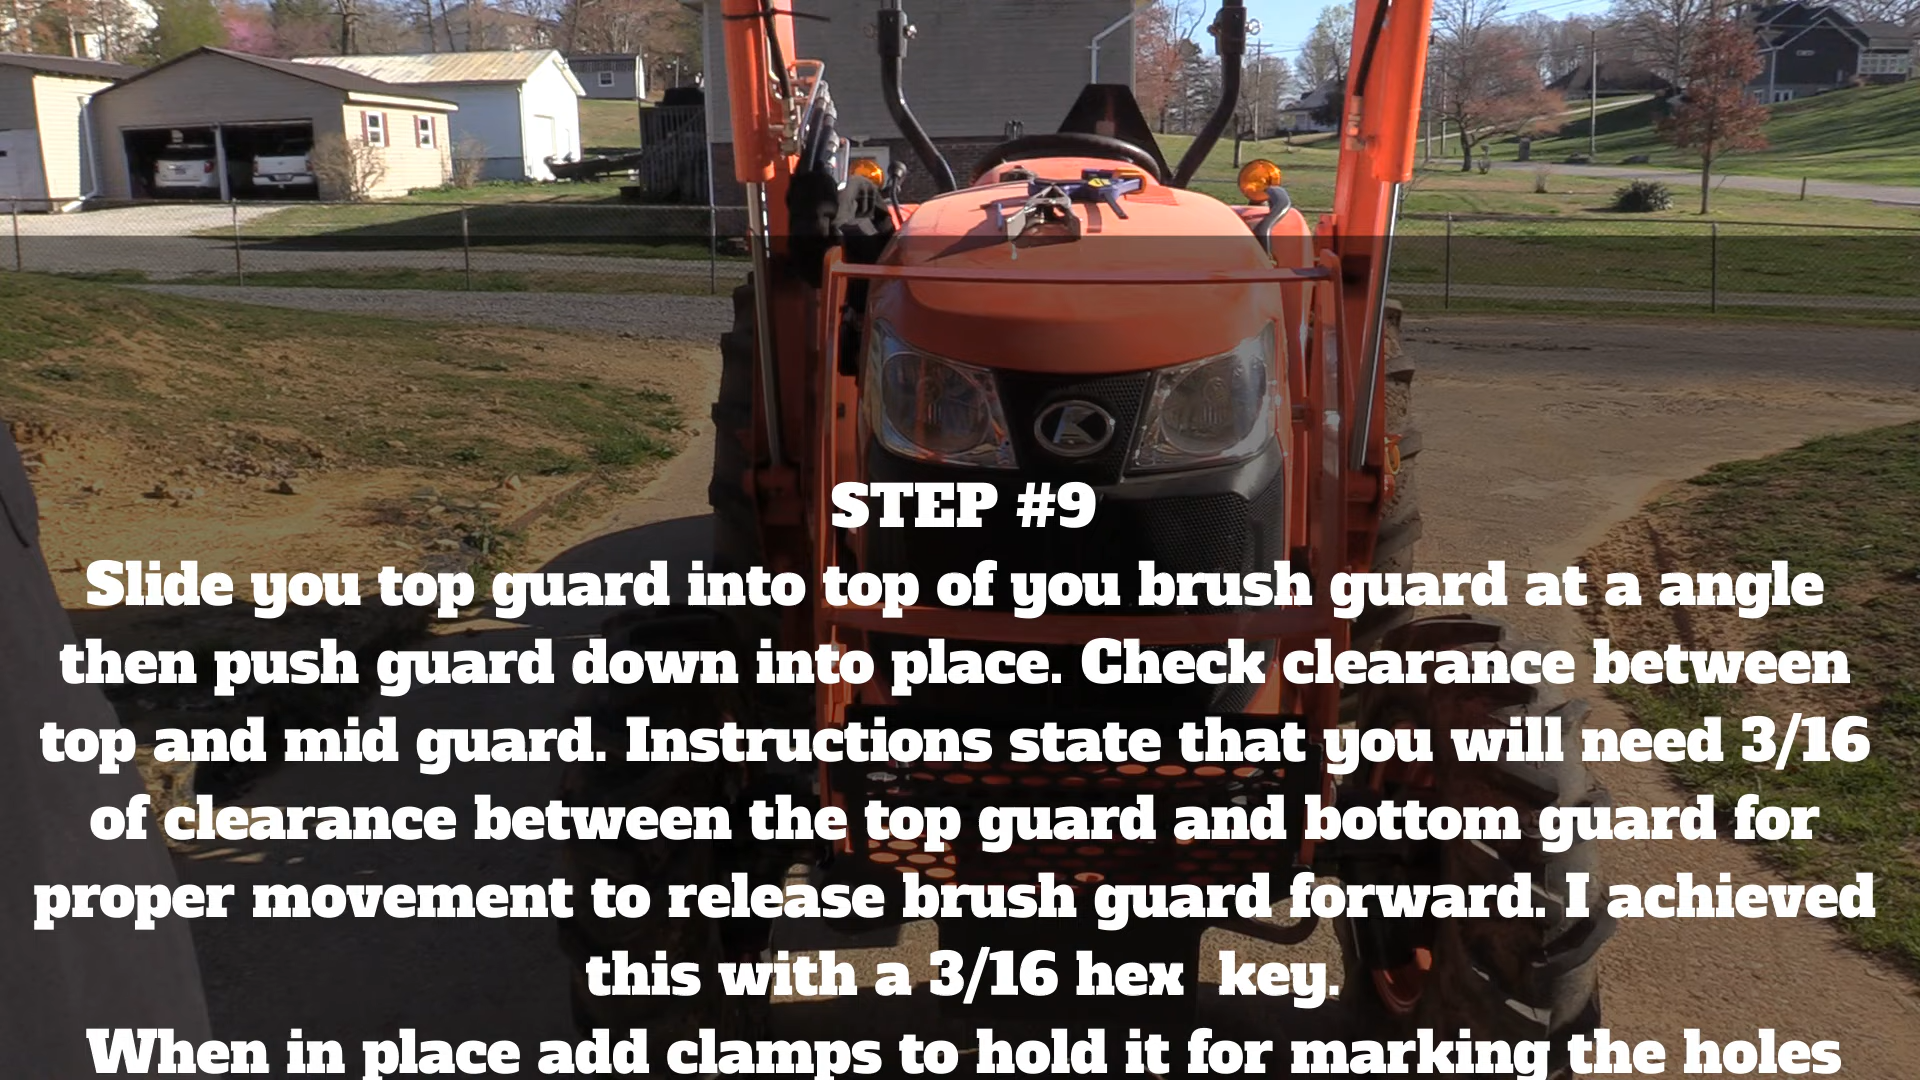 STEP #9
Slide you top guard into top of you brush guard at a angle
then push guard down into place. Check clearance between
top and mid guard. Instructions state that you will need 3/16
of clearance between the top guard and bottom guard for
proper movement to release brush guard forward. I achieved
this with a 3/16 hex key.
When in place add clamps to hold it for marking the holes